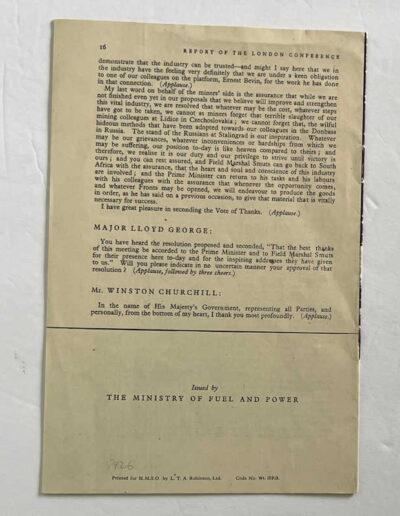 16
REPORT OF THE LONDON CONFERENCE
demonstrate that the industry can be trusted—and might I say here that we in
the industry have the feeling very definitely that we are under a keen obligation
to one of our colleagues on the platform, Ernest Bevin, for the work he has done
in that connection. (Applause.)
My last word on behalf of the miners' side is the assurance that while we are
not finished even yet in our proposals that we believe will improve and strengthen
this vital industry, we are resolved that whatever may be the cost, whatever steps
have got to be taken, we cannot as miners forget that terrible slaughter of our
mining colleagues at Lidice in Czechoslovakia; we cannot forget that, the wilful
hideous methods that have been adopted towards our colleagues in the Donbass
in Russia. The stand of the Russians at Stalingrad is our inspiration. Whatever
may be our grievances, whatever inconveniences or hardships from which we
may be suffering, our position to-day is like heaven compared to theirs; and
therefore, we realise it is our duty and our privilege to strive until victory is
ours; and you can rest assured, and Field Marshal Smuts can go back to South
Africa with the assurance, that the heart and soul and conscience of this industry
are involved; and the Prime Minister can return to his tasks and his labours
with his colleagues with the assurance that whenever the opportunity comes,
and whatever Fronts may be opened, we will endeavour to produce the goods
in order, as he has said on a previous occasion, to give that material that is vitally
necessary for success.
I have great pleasure in seconding the Vote of Thanks. (Applause.)
MAJOR LLOYD GEORGE:
You have heard the resolution proposed and seconded, "That the best thanks
of this meeting be accorded to the Prime Minister and to Field Marshal Smuts
for their presence here to-day and for the inspiring addresses they have given
to us." Will you please indicate in no uncertain manner your approval of that
resolution? (Applause, followed by three cheers.)
Mr. WINSTON CHURCHILL:
In the name of His Majesty's Government, representing all Parties, and
personally, from the bottom of my heart, I thank you most profoundly. (Applause.)
Issued by
THE MINISTRY OF FUEL AND POWER
Printed for H.M.S.O. by L. T. A. Robinson, Ltd. Code No. Wt.